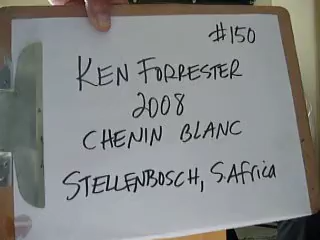 #150
KEN FORRESTER
2008
CHENIN BLANC
STELLENBOSCH, S.Africa